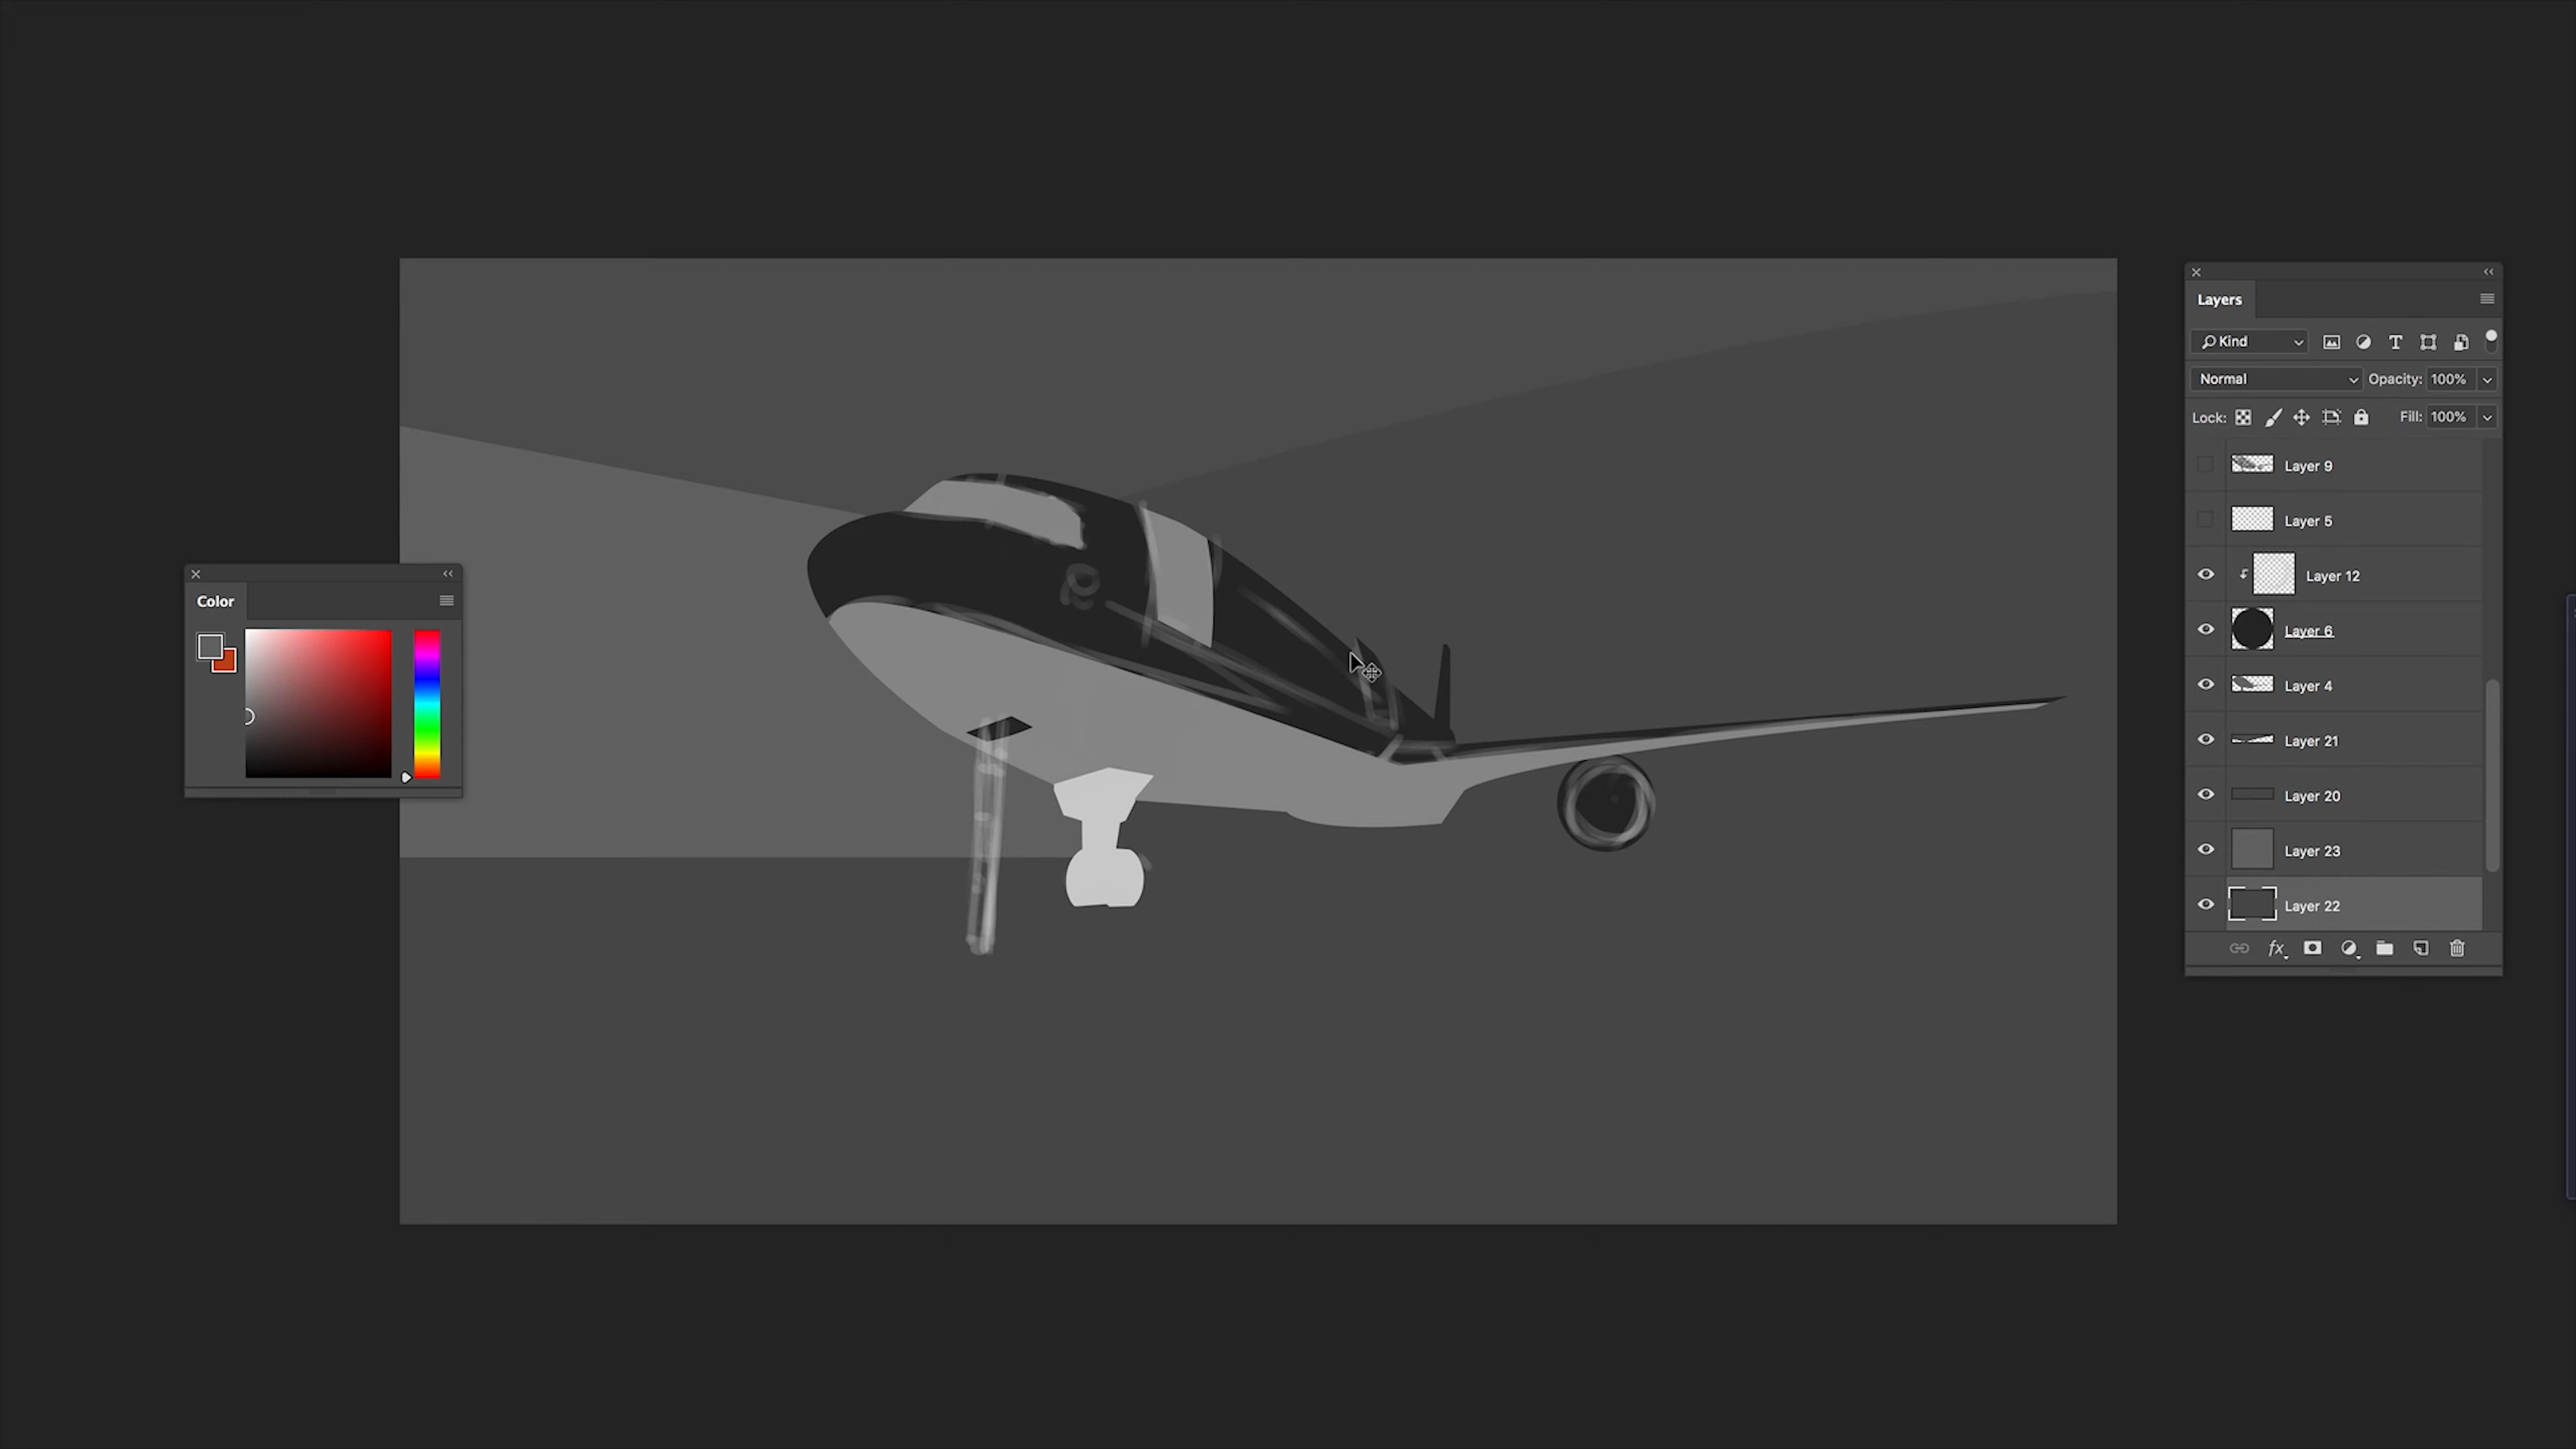 Color
Layers
Kind
Normal
Opacity: 100%
Lock:
Fill: 100%
Layer 9
Layer 5
Layer 12
Layer 6
Layer 4
Layer 21
Layer 20
Layer 23
Layer 22
fx